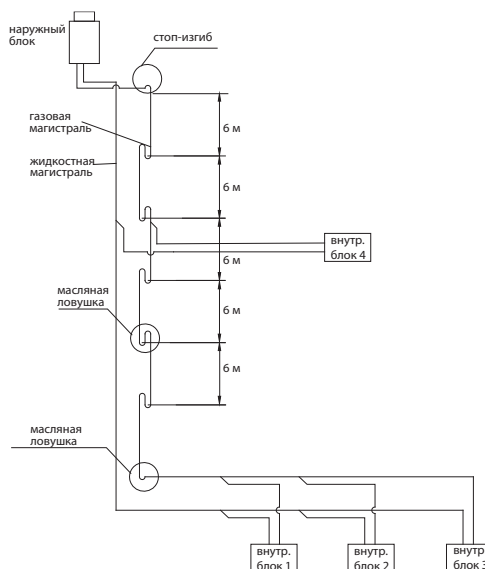 наружный
блок
стоп-изгиб
газовая
магистраль
6 м
жидкостная
магистраль
6 м
внутр.
блок 4
6 м
масляная
ловушка
6 м
6 м
масляная
ловушка
внутр.
блок 1
внутр.
блок 2
внутр.
блок 3